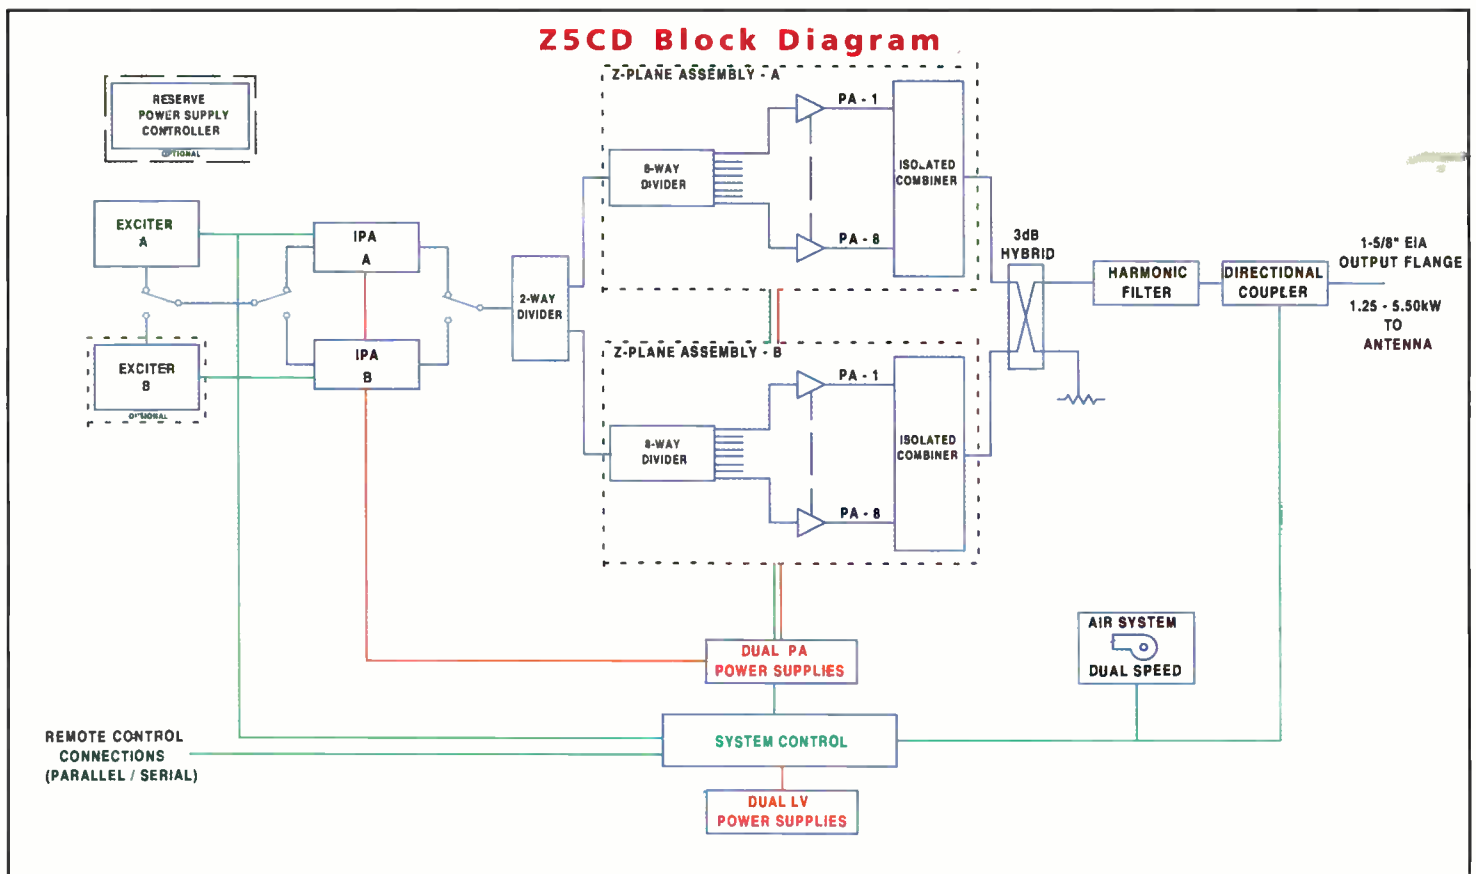 Z5CD Block Diagram
RESERVE
POWER SUPPLY
CONTROLLER
OPTIONAL
EXCITER
A
EXCITER
B
OPTIONAL
IPA
A
IPA
B
2-WAY
DIVIDER
Z-PLANE ASSEMBLY - A
8-WAY
DIVIDER
PA - 1
PA - 8
ISOLATED
COMBINER
Z-PLANE ASSEMBLY - B
8-WAY
DIVIDER
PA - 1
PA - 8
ISOLATED
COMBINER
3dB
HYBRID
HARMONIC
FILTER
DIRECTIONAL
COUPLER
1-5/8" EIA
OUTPUT FLANGE
1.25 - 5.50kW
TO
ANTENNA
AIR SYSTEM
DUAL SPEED
DUAL PA
POWER SUPPLIES
SYSTEM CONTROL
DUAL LV
POWER SUPPLIES
REMOTE CONTROL
CONNECTIONS
(PARALLEL / SERIAL)